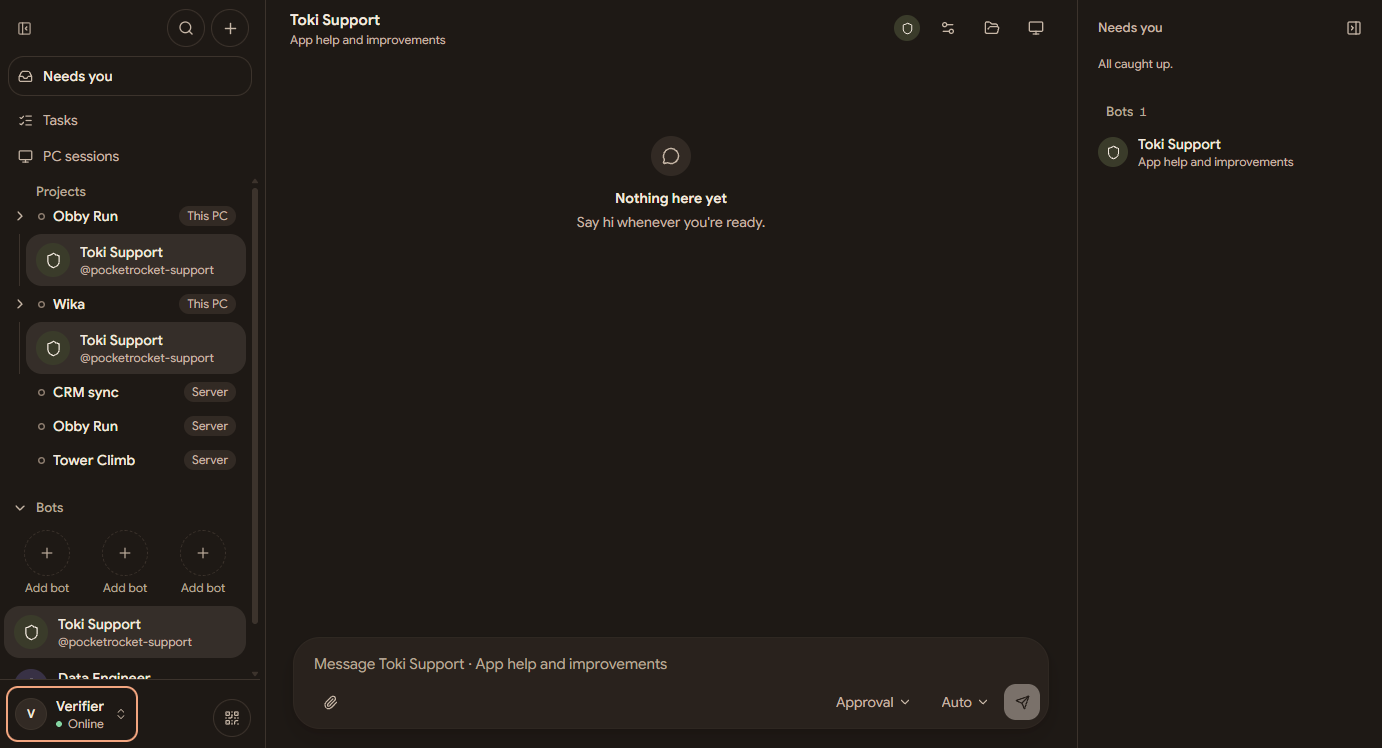 Needs you
Tasks
PC sessions
Projects
Obby Run This PC
Toki Support
@pocketrocket-support
Wika This PC
Toki Support
@pocketrocket-support
CRM sync Server
Obby Run Server
Tower Climb Server
Bots
Add bot Add bot Add bot
Toki Support
@pocketrocket-support
Data Engineer
V
Verifier
Online
Toki Support
App help and improvements
Nothing here yet
Say hi whenever you're ready.
Message Toki Support · App help and improvements
Approval Auto
Needs you
All caught up.
Bots 1
Toki Support
App help and improvements